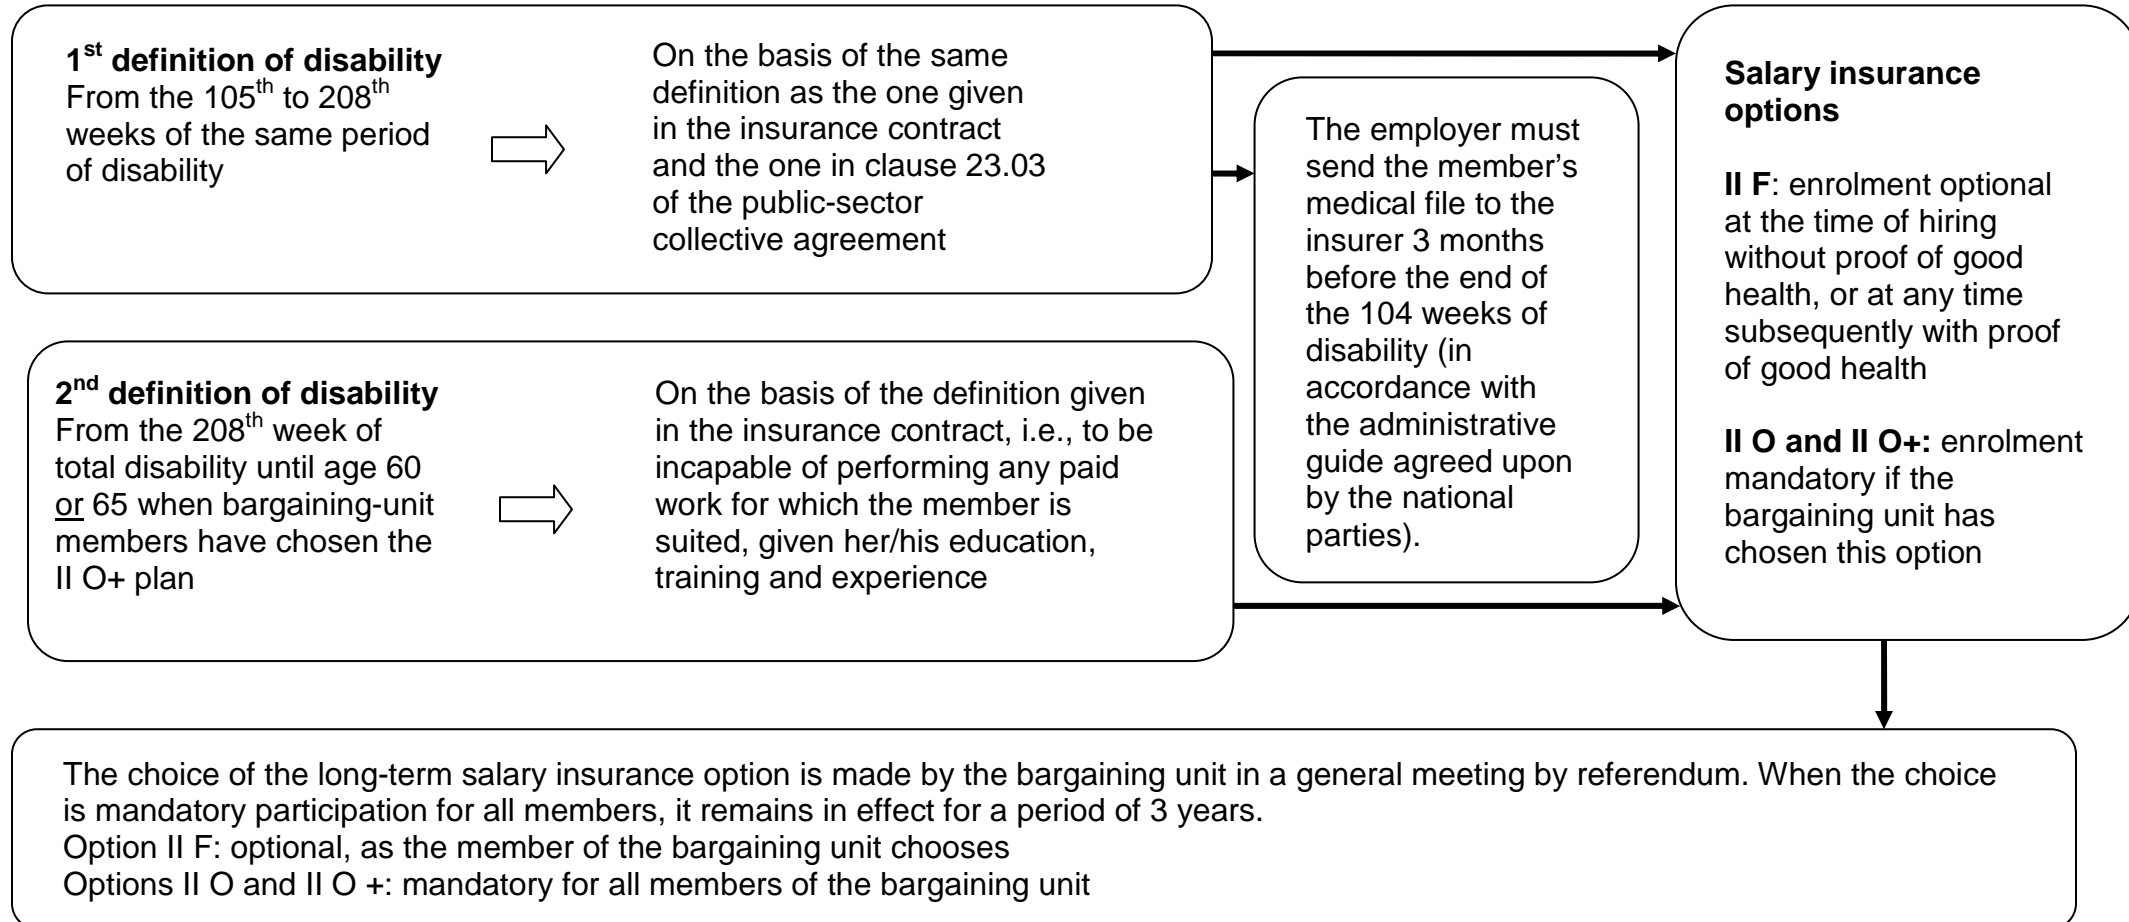 1st definition of disability
From the 105th to 208th
weeks of the same period
of disability
On the basis of the same
definition as the one given
in the insurance contract
and the one in clause 23.03
of the public-sector
collective agreement
The employer must
send the member’s
medical file to the
insurer 3 months
before the end of
the 104 weeks of
disability (in
accordance with
the administrative
guide agreed upon
by the national
parties).
Salary insurance
options
II F: enrolment optional
at the time of hiring
without proof of good
health, or at any time
subsequently with proof
of good health
II O and II O+: enrolment
mandatory if the
bargaining unit has
chosen this option
2nd definition of disability
From the 208th week of
total disability until age 60
or 65 when bargaining-unit
members have chosen the
II O+ plan
On the basis of the definition given
in the insurance contract, i.e., to be
incapable of performing any paid
work for which the member is
suited, given her/his education,
training and experience
The choice of the long-term salary insurance option is made by the bargaining unit in a general meeting by referendum. When the choice
is mandatory participation for all members, it remains in effect for a period of 3 years.
Option II F: optional, as the member of the bargaining unit chooses
Options II O and II O +: mandatory for all members of the bargaining unit